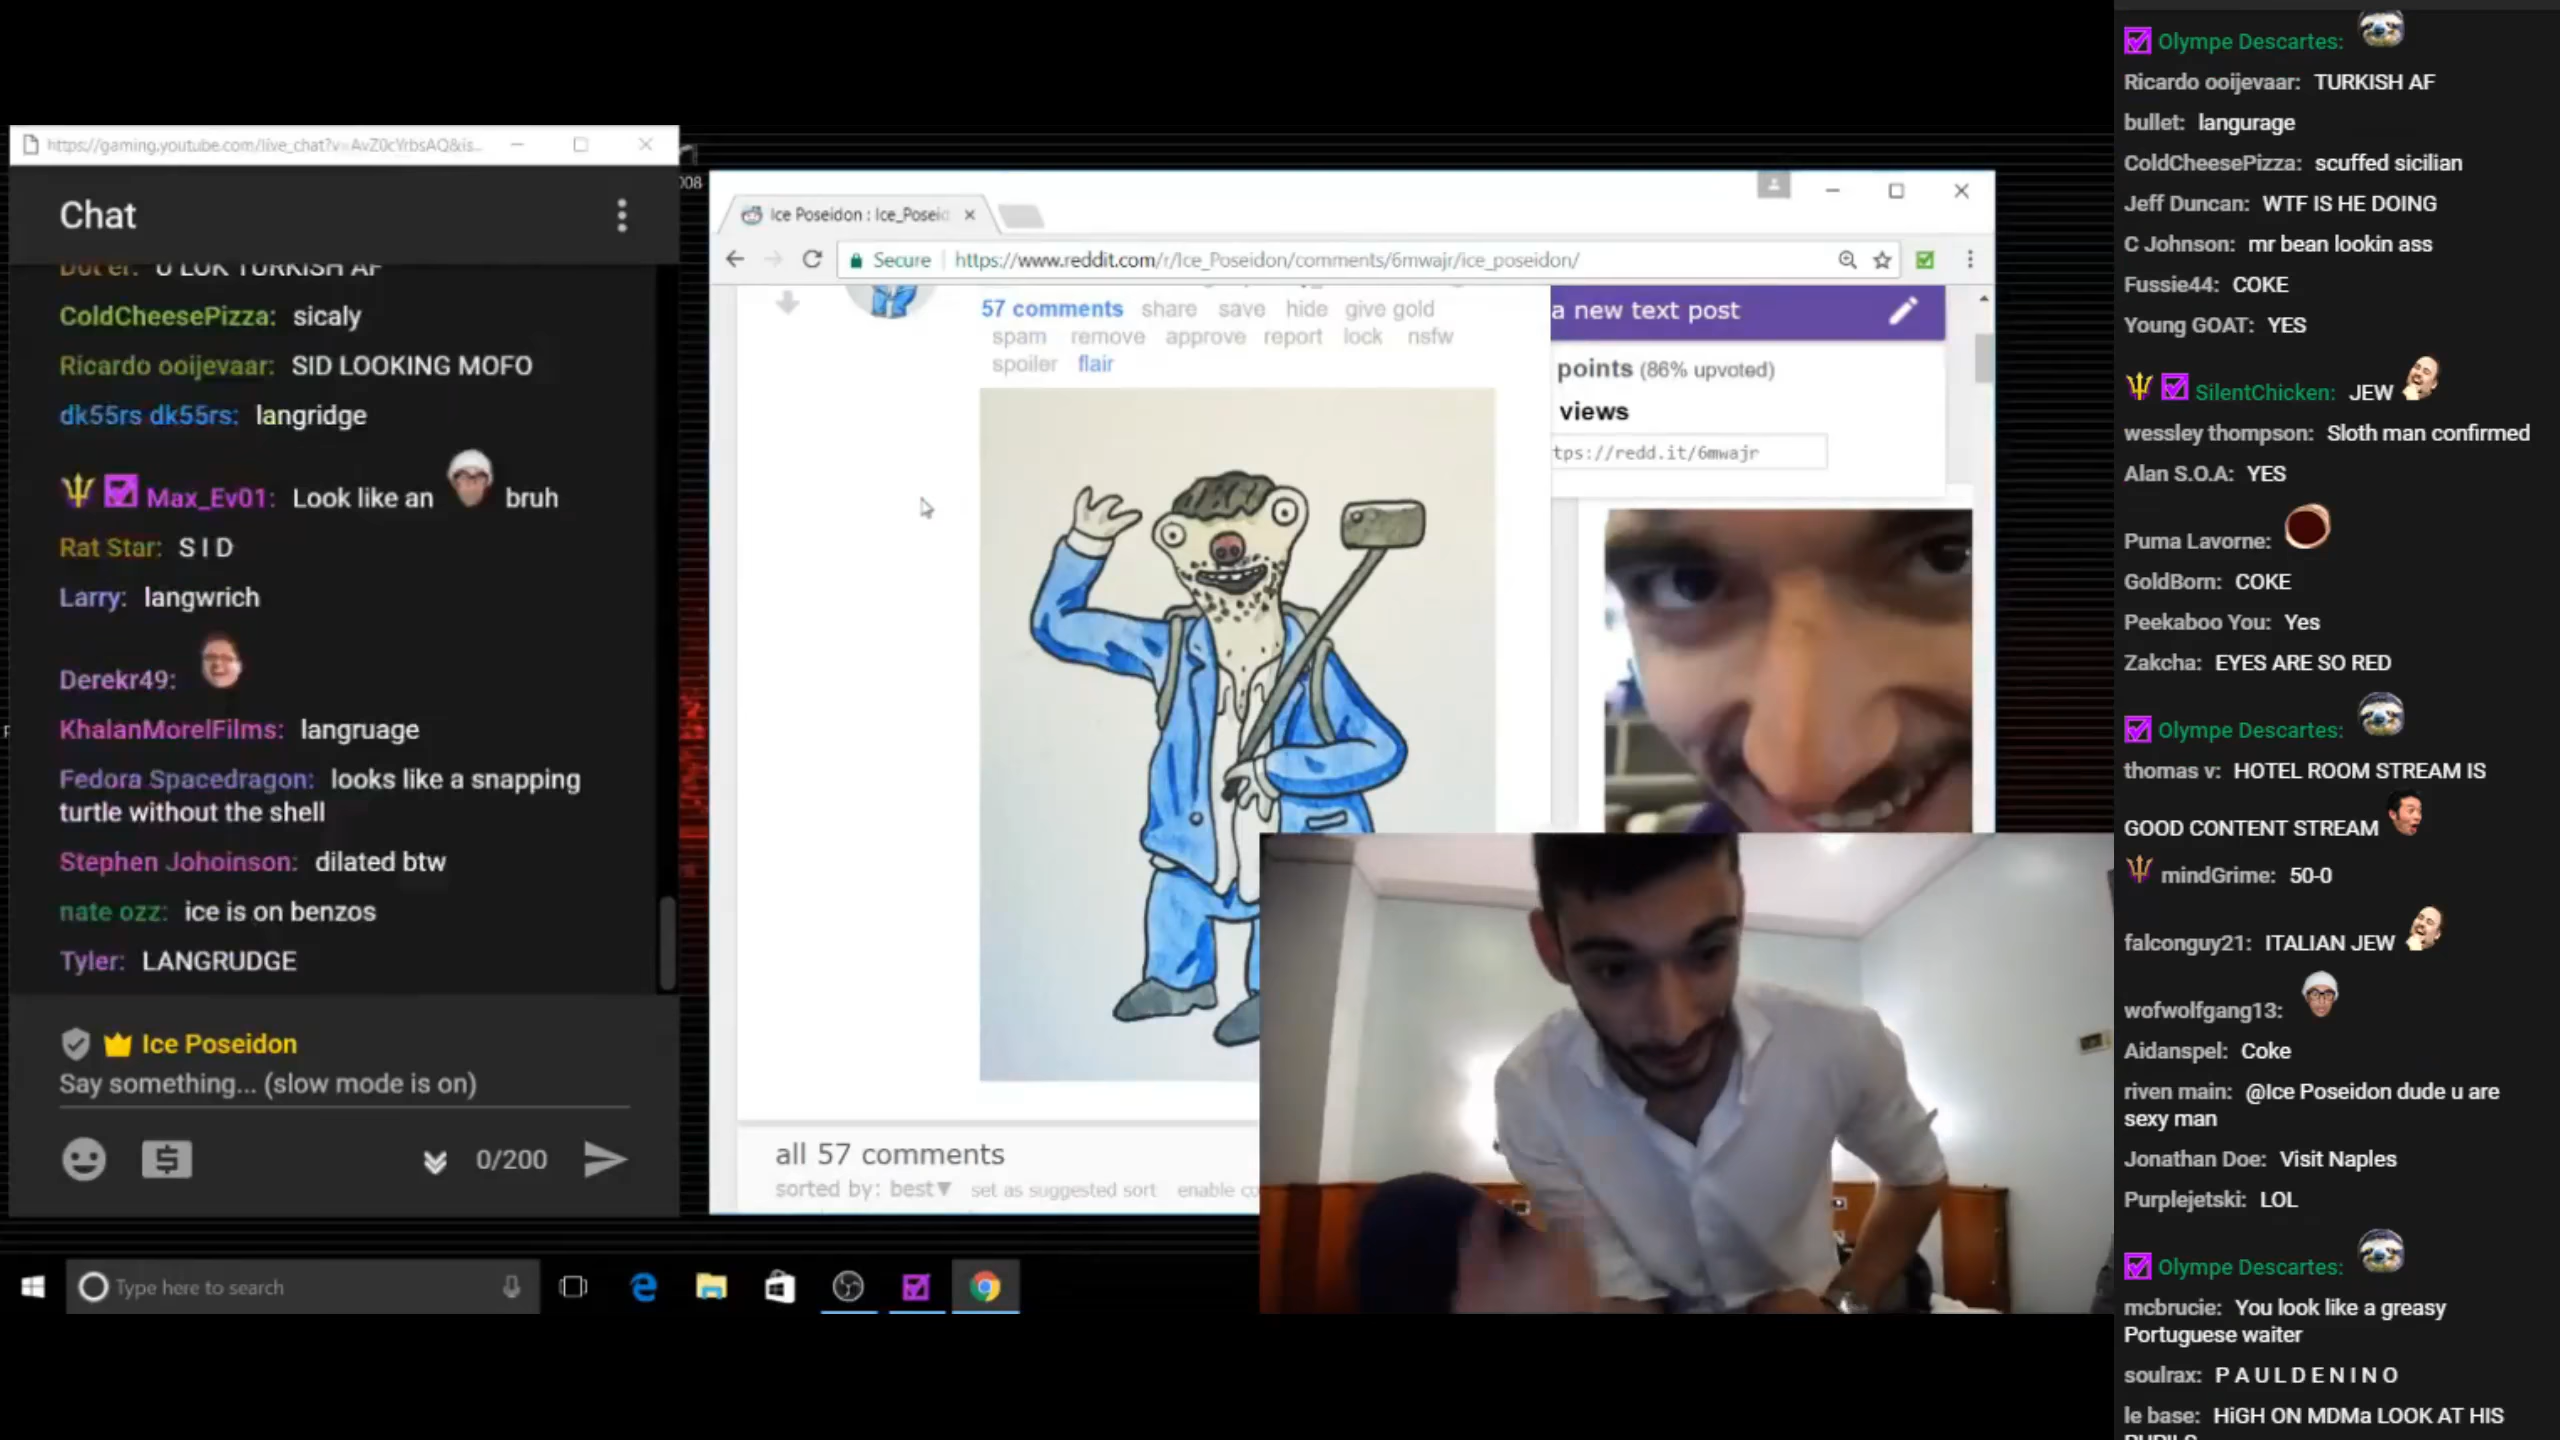 https://gaming.youtube.com/live_chat?v=AvZ0cYrbsAQ&is...
Chat
Dot er: U LOK TURKISH AF
ColdCheesePizza: sicaly
Ricardo ooijevaar: SID LOOKING MOFO
dk55rs dk55rs: langridge
Max_Ev01: Look like an bruh
Rat Star: S I D
Larry: langwrich
Derekr49:
KhalanMorelFilms: langruage
Fedora Spacedragon: looks like a snapping
turtle without the shell
Stephen Johoinson: dilated btw
nate ozz: ice is on benzos
Tyler: LANGRUDGE
Ice Poseidon
Say something... (slow mode is on)
0/200
Type here to search
008
Ice Poseidon : Ice_Poseid
Secure https://www.reddit.com/r/Ice_Poseidon/comments/6mwajr/ice_poseidon/
57 comments share save hide give gold
spam remove approve report lock nsfw
spoiler flair
a new text post
points (86% upvoted)
views
tps://redd.it/6mwajr
all 57 comments
sorted by: best▼ set as suggested sort enable co
Olympe Descartes:
Ricardo ooijevaar: TURKISH AF
bullet: langurage
ColdCheesePizza: scuffed sicilian
Jeff Duncan: WTF IS HE DOING
C Johnson: mr bean lookin ass
Fussie44: COKE
Young GOAT: YES
SilentChicken: JEW
wessley thompson: Sloth man confirmed
Alan S.O.A: YES
Puma Lavorne:
GoldBorn: COKE
Peekaboo You: Yes
Zakcha: EYES ARE SO RED
Olympe Descartes:
thomas v: HOTEL ROOM STREAM IS
GOOD CONTENT STREAM
mindGrime: 50-0
falconguy21: ITALIAN JEW
wofwolfgang13:
Aidanspel: Coke
riven main: @Ice Poseidon dude u are
sexy man
Jonathan Doe: Visit Naples
Purplejetski: LOL
Olympe Descartes:
mcbrucie: You look like a greasy
Portuguese waiter
soulrax: P A U L D E N I N O
le base: HiGH ON MDMa LOOK AT HIS